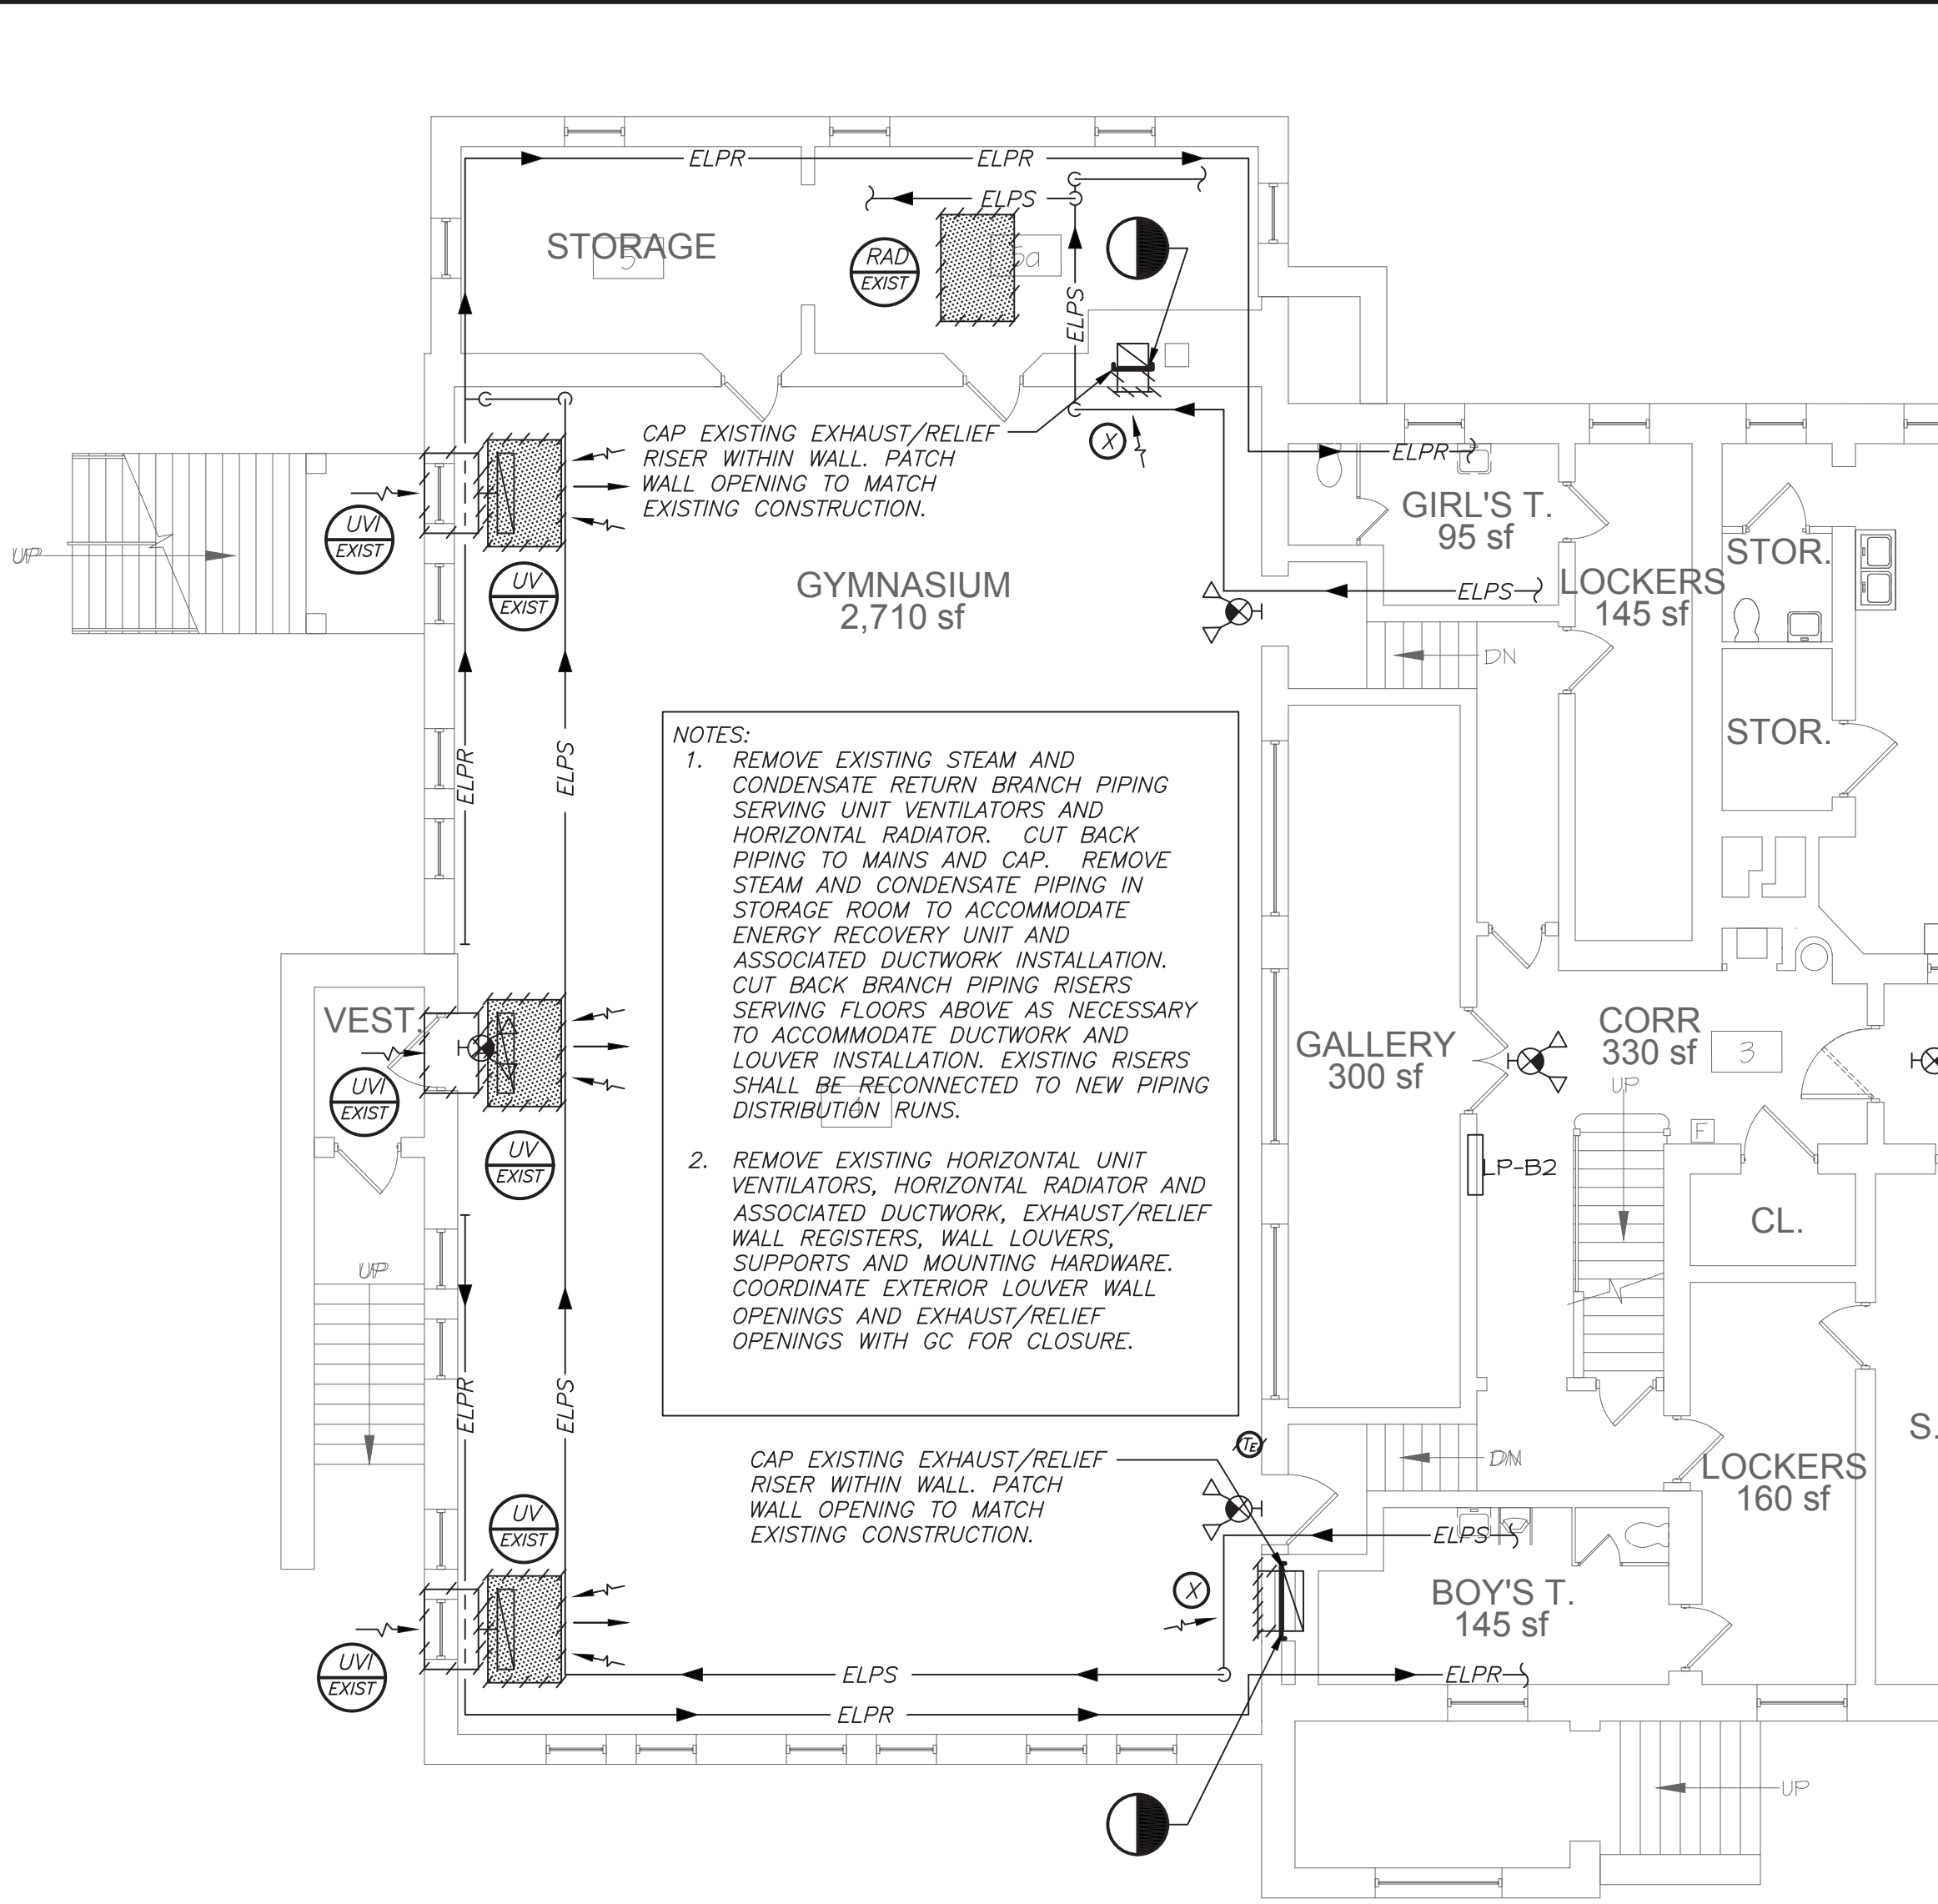 ELPR
ELPR
ELPS
STORAGE
5
RAD
EXIST
5a
ELPS
CAP EXISTING EXHAUST/RELIEF
RISER WITHIN WALL. PATCH
WALL OPENING TO MATCH
EXISTING CONSTRUCTION.
X
ELPR
GIRL'S T.
95 sf
UVI
EXIST
UP
UV
EXIST
GYMNASIUM
2,710 sf
ELPS
LOCKERS
145 sf
STOR.
DN
STOR.
ELPR
ELPS
NOTES:
1. REMOVE EXISTING STEAM AND
CONDENSATE RETURN BRANCH PIPING
SERVING UNIT VENTILATORS AND
HORIZONTAL RADIATOR. CUT BACK
PIPING TO MAINS AND CAP. REMOVE
STEAM AND CONDENSATE PIPING IN
STORAGE ROOM TO ACCOMMODATE
ENERGY RECOVERY UNIT AND
ASSOCIATED DUCTWORK INSTALLATION.
CUT BACK BRANCH PIPING RISERS
SERVING FLOORS ABOVE AS NECESSARY
TO ACCOMMODATE DUCTWORK AND
LOUVER INSTALLATION. EXISTING RISERS
SHALL BE RECONNECTED TO NEW PIPING
DISTRIBUTION RUNS.
4
2. REMOVE EXISTING HORIZONTAL UNIT
VENTILATORS, HORIZONTAL RADIATOR AND
ASSOCIATED DUCTWORK, EXHAUST/RELIEF
WALL REGISTERS, WALL LOUVERS,
SUPPORTS AND MOUNTING HARDWARE.
COORDINATE EXTERIOR LOUVER WALL
OPENINGS AND EXHAUST/RELIEF
OPENINGS WITH GC FOR CLOSURE.
VEST.
UVI
EXIST
UV
EXIST
GALLERY
300 sf
CORR
330 sf
3
UP
F
LP-B2
CL.
UP
ELPR
ELPS
CAP EXISTING EXHAUST/RELIEF
RISER WITHIN WALL. PATCH
WALL OPENING TO MATCH
EXISTING CONSTRUCTION.
TE
DN
LOCKERS
160 sf
S.
UV
EXIST
ELPS
X
BOY'S T.
145 sf
UVI
EXIST
ELPS
ELPR
ELPR
UP